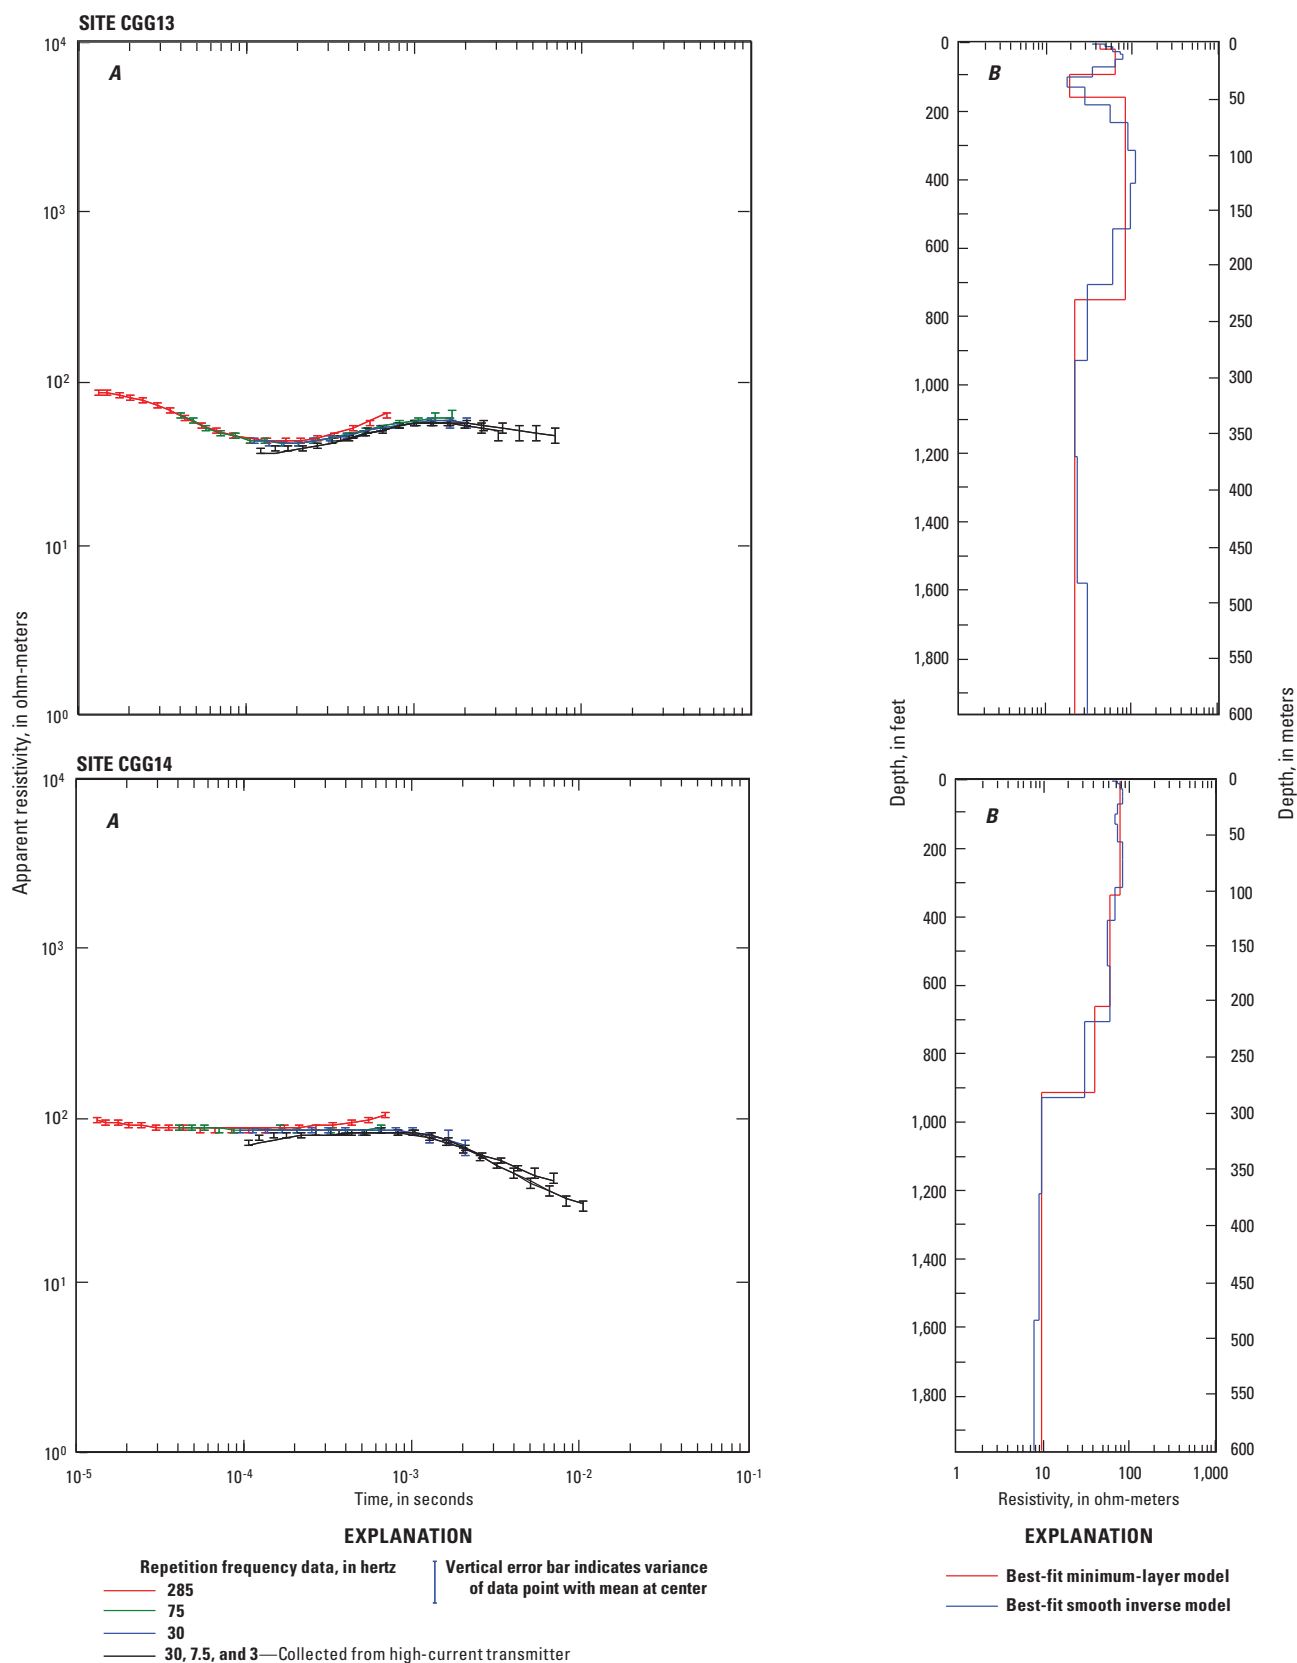 SITE CGG13
A
10⁴
10³
10²
10¹
10⁰
B
0
200
400
600
800
1,000
1,200
1,400
1,600
1,800
0
50
100
150
200
250
300
350
400
450
500
550
600
Apparent resistivity, in ohm-meters
Depth, in feet
Depth, in meters
SITE CGG14
A
10⁴
10³
10²
10¹
10⁰
10⁻⁵ 10⁻⁴ 10⁻³ 10⁻² 10⁻¹
Time, in seconds
B
0
200
400
600
800
1,000
1,200
1,400
1,600
1,800
0
50
100
150
200
250
300
350
400
450
500
550
600
1 10 100 1,000
Resistivity, in ohm-meters
EXPLANATION
Repetition frequency data, in hertz
285
75
30
30, 7.5, and 3—Collected from high-current transmitter
Vertical error bar indicates variance
of data point with mean at center
EXPLANATION
Best-fit minimum-layer model
Best-fit smooth inverse model